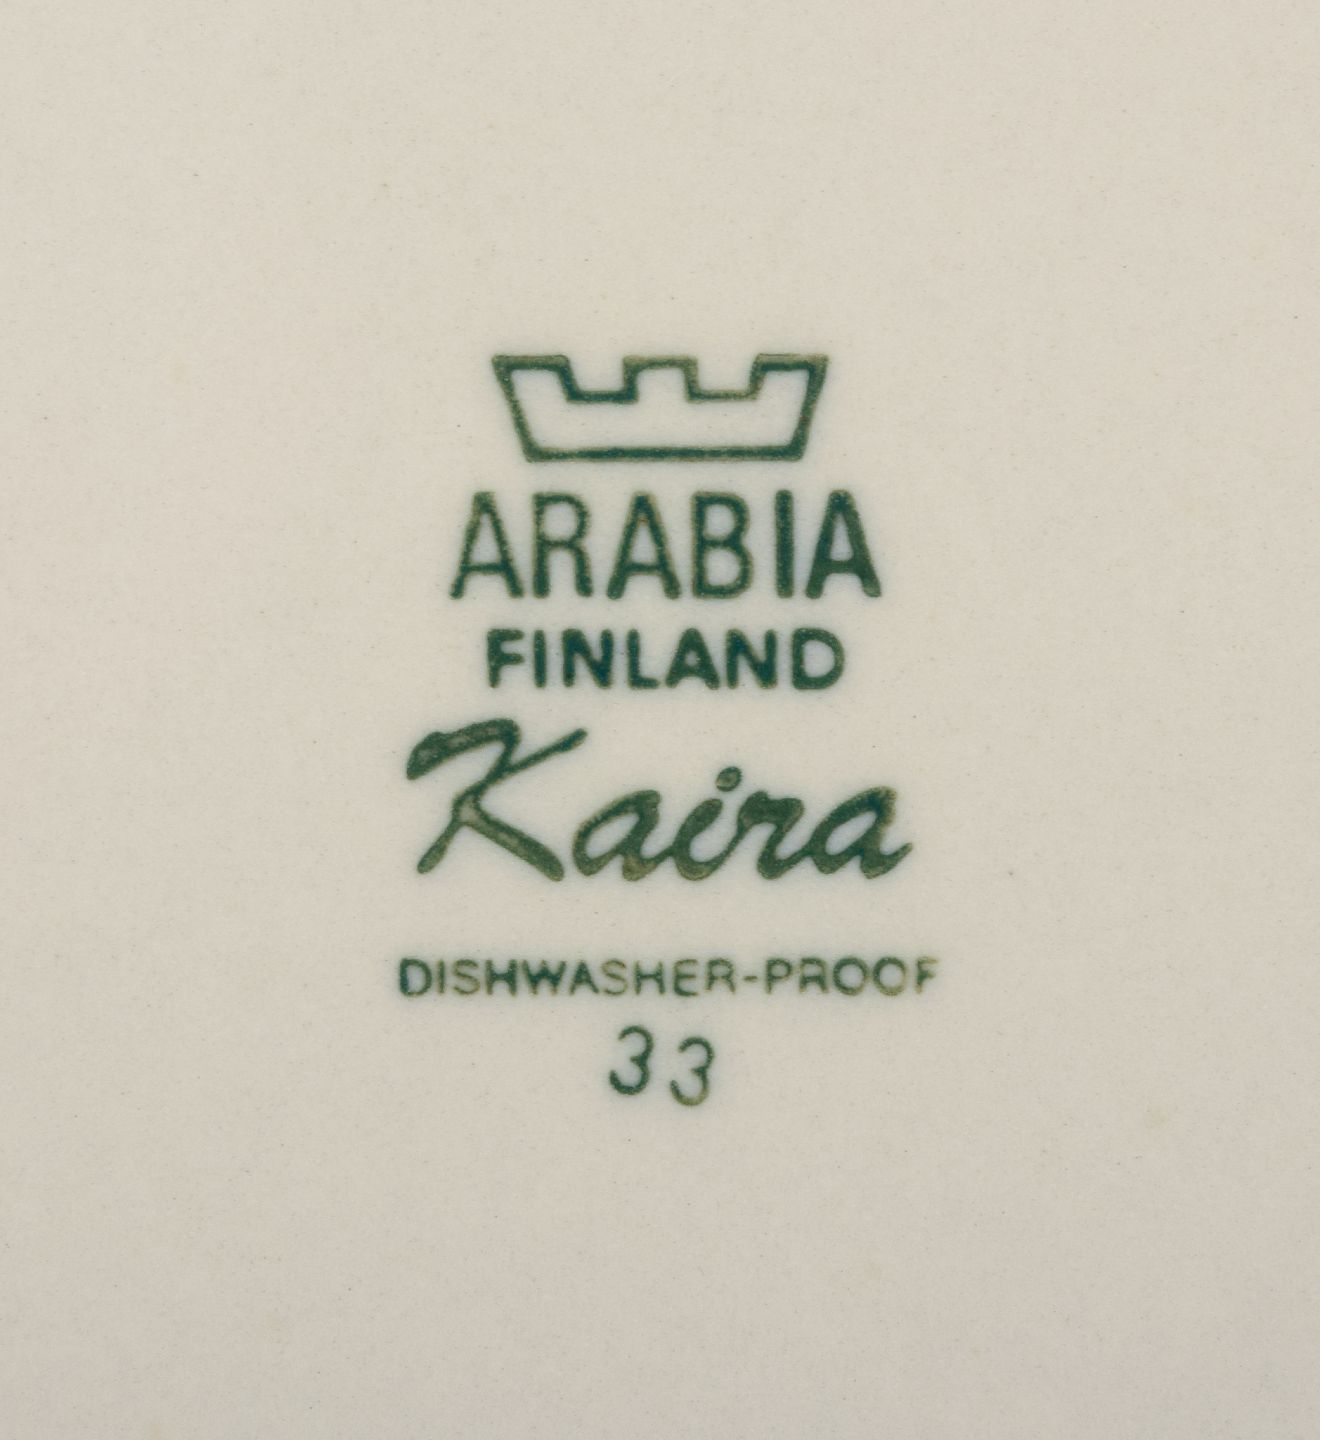 ARABIA
FINLAND
Kaira
DISHWASHER-PROOF
33